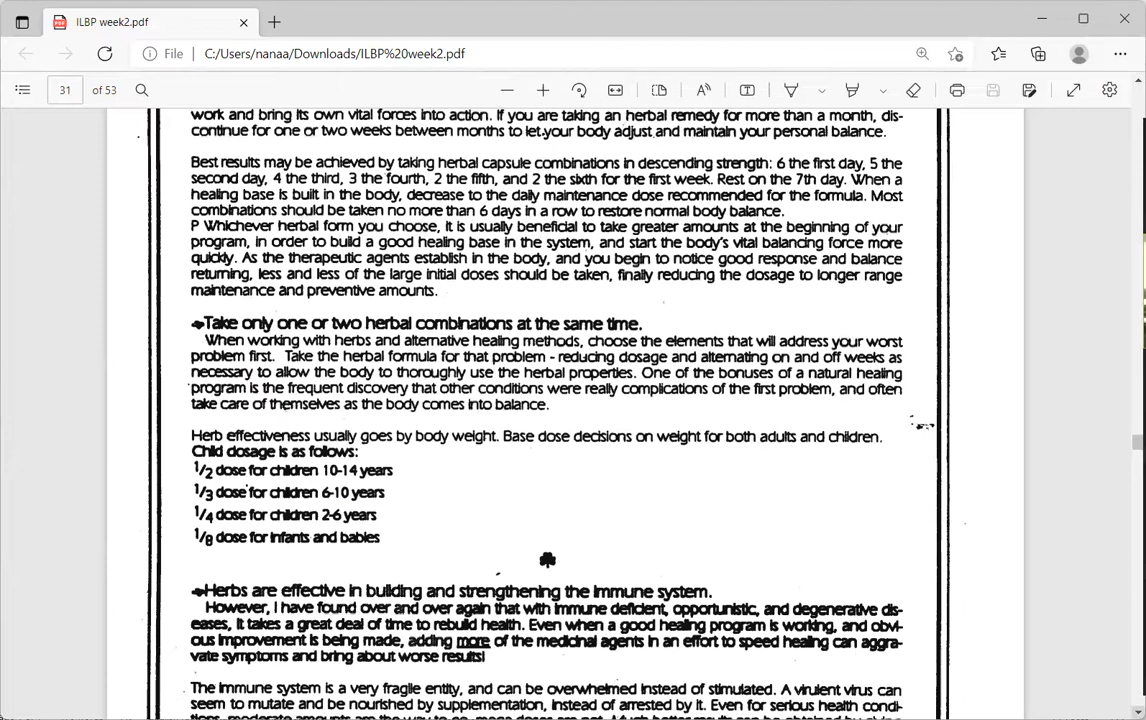 ILBP week2.pdf
File C:/Users/nanaa/Downloads/ILBP%20week2.pdf
31 of 53
work and bring its own vital forces into action. If you are taking an herbal remedy for more than a month, dis-
continue for one or two weeks between months to let your body adjust and maintain your personal balance.
Best results may be achieved by taking herbal capsule combinations in descending strength: 6 the first day, 5 the
second day, 4 the third, 3 the fourth, 2 the fifth, and 2 the sixth for the first week. Rest on the 7th day. When a
healing base is built in the body, decrease to the daily maintenance dose recommended for the formula. Most
combinations should be taken no more than 6 days in a row to restore normal body balance.
P Whichever herbal form you choose, it is usually beneficial to take greater amounts at the beginning of your
program, in order to build a good healing base in the system, and start the body's vital balancing force more
quickly. As the therapeutic agents establish in the body, and you begin to notice good response and balance
returning, less and less of the large initial doses should be taken, finally reducing the dosage to longer range
maintenance and preventive amounts.
Take only one or two herbal combinations at the same time.
When working with herbs and alternative healing methods, choose the elements that will address your worst
problem first. Take the herbal formula for that problem - reducing dosage and alternating on and off weeks as
necessary to allow the body to thoroughly use the herbal properties. One of the bonuses of a natural healing
program is the frequent discovery that other conditions were really complications of the first problem, and often
take care of themselves as the body comes into balance.
Herb effectiveness usually goes by body weight. Base dose decisions on weight for both adults and children.
Child dosage is as follows:
1/2 dose for children 10-14 years
1/3 dose for children 6-10 years
1/4 dose for children 2-6 years
1/8 dose for infants and babies
Herbs are effective in building and strengthening the immune system.
However, I have found over and over again that with immune deficient, opportunistic, and degenerative dis-
eases, it takes a great deal of time to rebuild health. Even when a good healing program is working, and obvi-
ous improvement is being made, adding more of the medicinal agents in an effort to speed healing can aggra-
vate symptoms and bring about worse results!
The immune system is a very fragile entity, and can be overwhelmed instead of stimulated. A virulent virus can
seem to mutate and be nourished by supplementation, instead of arrested by it. Even for serious health condi-